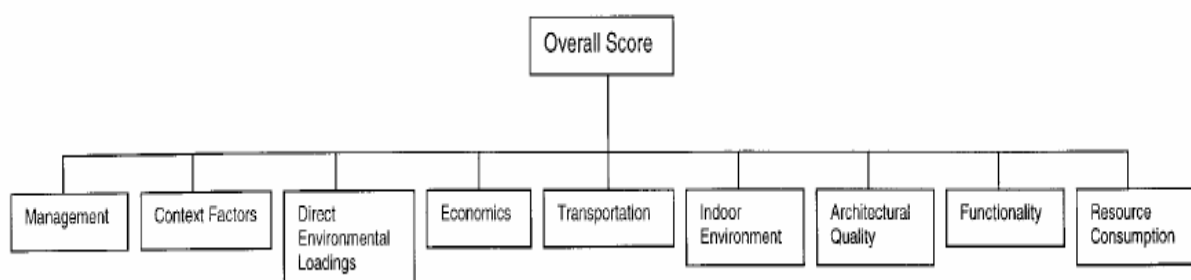 Overall Score
Management
Context Factors
Direct
Environmental
Loadings
Economics
Transportation
Indoor
Environment
Architectural
Quality
Functionality
Resource
Consumption